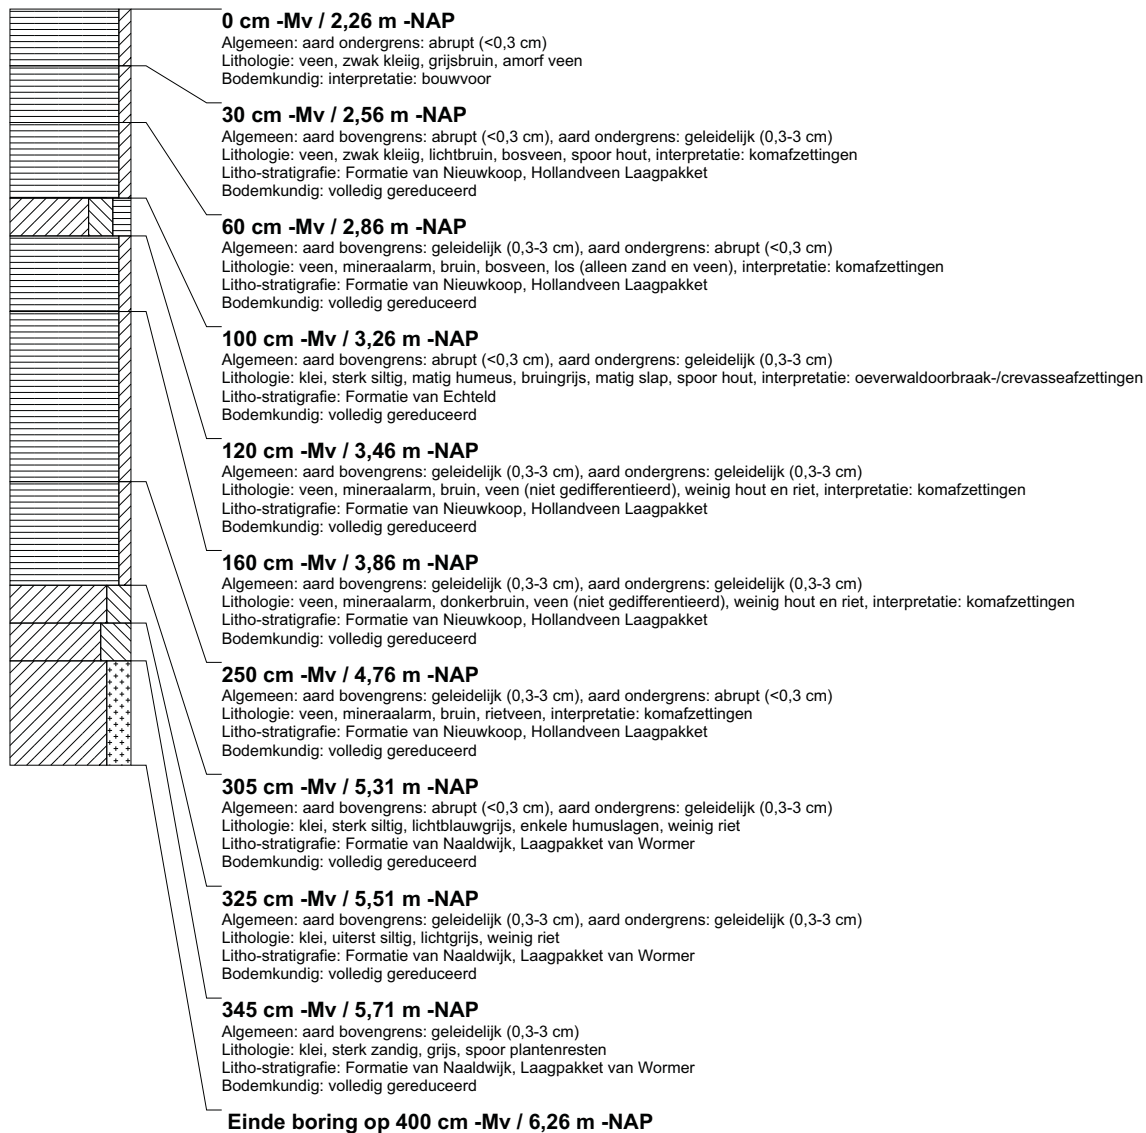 0 cm -Mv / 2,26 m -NAP
Algemeen: aard ondergrens: abrupt (<0,3 cm)
Lithologie: veen, zwak kleiig, grijsbruin, amorf veen
Bodemkundig: interpretatie: bouwvoor
30 cm -Mv / 2,56 m -NAP
Algemeen: aard bovengrens: abrupt (<0,3 cm), aard ondergrens: geleidelijk (0,3-3 cm)
Lithologie: veen, zwak kleiig, lichtbruin, bosveen, spoor hout, interpretatie: komafzettingen
Litho-stratigrafie: Formatie van Nieuwkoop, Hollandveen Laagpakket
Bodemkundig: volledig gereduceerd
60 cm -Mv / 2,86 m -NAP
Algemeen: aard bovengrens: geleidelijk (0,3-3 cm), aard ondergrens: abrupt (<0,3 cm)
Lithologie: veen, mineraalarm, bruin, bosveen, los (alleen zand en veen), interpretatie: komafzettingen
Litho-stratigrafie: Formatie van Nieuwkoop, Hollandveen Laagpakket
Bodemkundig: volledig gereduceerd
100 cm -Mv / 3,26 m -NAP
Algemeen: aard bovengrens: abrupt (<0,3 cm), aard ondergrens: geleidelijk (0,3-3 cm)
Lithologie: klei, sterk siltig, matig humeus, bruingrijs, matig slap, spoor hout, interpretatie: oeverwaldoorbraak-/crevasseafzettingen
Litho-stratigrafie: Formatie van Echteld
Bodemkundig: volledig gereduceerd
120 cm -Mv / 3,46 m -NAP
Algemeen: aard bovengrens: geleidelijk (0,3-3 cm), aard ondergrens: geleidelijk (0,3-3 cm)
Lithologie: veen, mineraalarm, bruin, veen (niet gedifferentieerd), weinig hout en riet, interpretatie: komafzettingen
Litho-stratigrafie: Formatie van Nieuwkoop, Hollandveen Laagpakket
Bodemkundig: volledig gereduceerd
160 cm -Mv / 3,86 m -NAP
Algemeen: aard bovengrens: geleidelijk (0,3-3 cm), aard ondergrens: geleidelijk (0,3-3 cm)
Lithologie: veen, mineraalarm, donkerbruin, veen (niet gedifferentieerd), weinig hout en riet, interpretatie: komafzettingen
Litho-stratigrafie: Formatie van Nieuwkoop, Hollandveen Laagpakket
Bodemkundig: volledig gereduceerd
250 cm -Mv / 4,76 m -NAP
Algemeen: aard bovengrens: geleidelijk (0,3-3 cm), aard ondergrens: abrupt (<0,3 cm)
Lithologie: veen, mineraalarm, bruin, rietveen, interpretatie: komafzettingen
Litho-stratigrafie: Formatie van Nieuwkoop, Hollandveen Laagpakket
Bodemkundig: volledig gereduceerd
305 cm -Mv / 5,31 m -NAP
Algemeen: aard bovengrens: abrupt (<0,3 cm), aard ondergrens: geleidelijk (0,3-3 cm)
Lithologie: klei, sterk siltig, lichtblauwgrijs, enkele humuslagen, weinig riet
Litho-stratigrafie: Formatie van Naaldwijk, Laagpakket van Wormer
Bodemkundig: volledig gereduceerd
325 cm -Mv / 5,51 m -NAP
Algemeen: aard bovengrens: geleidelijk (0,3-3 cm), aard ondergrens: geleidelijk (0,3-3 cm)
Lithologie: klei, uiterst siltig, lichtgrijs, weinig riet
Litho-stratigrafie: Formatie van Naaldwijk, Laagpakket van Wormer
Bodemkundig: volledig gereduceerd
345 cm -Mv / 5,71 m -NAP
Algemeen: aard bovengrens: geleidelijk (0,3-3 cm)
Lithologie: klei, sterk zandig, grijs, spoor plantenresten
Litho-stratigrafie: Formatie van Naaldwijk, Laagpakket van Wormer
Bodemkundig: volledig gereduceerd
Einde boring op 400 cm -Mv / 6,26 m -NAP